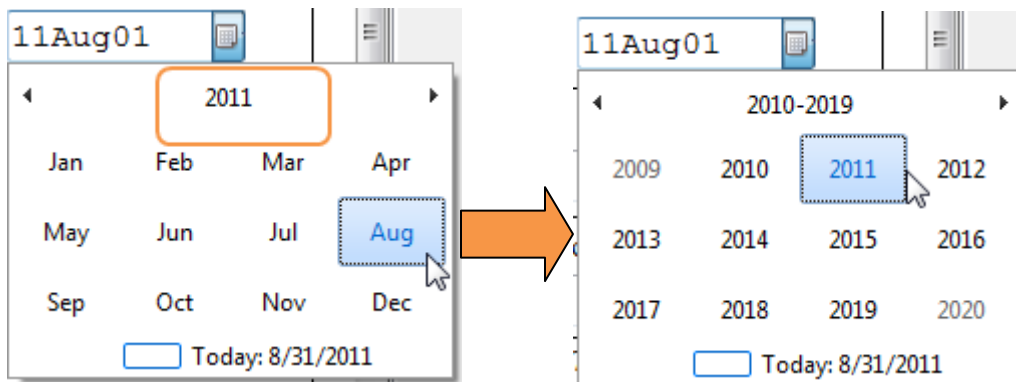 11Aug01
2011
Jan Feb Mar Apr
May Jun Jul Aug
Sep Oct Nov Dec
Today: 8/31/2011
11Aug01
2010-2019
2009 2010 2011 2012
2013 2014 2015 2016
2017 2018 2019 2020
Today: 8/31/2011